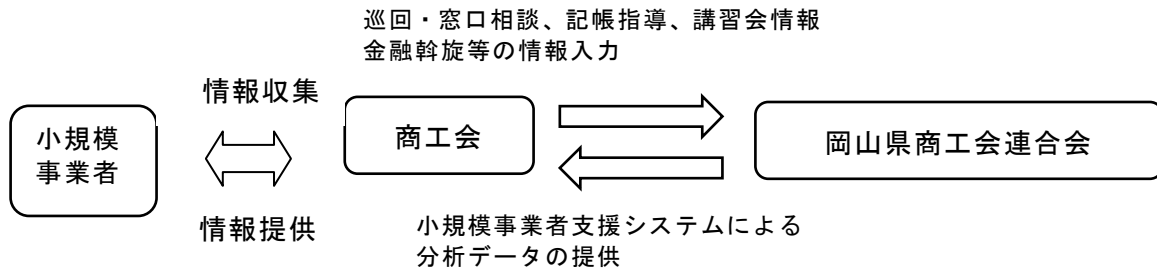 巡回・窓口相談、記帳指導、講習会情報
金融斡旋等の情報入力
情報収集
小規模
事業者
商工会
岡山県商工会連合会
情報提供
小規模事業者支援システムによる
分析データの提供